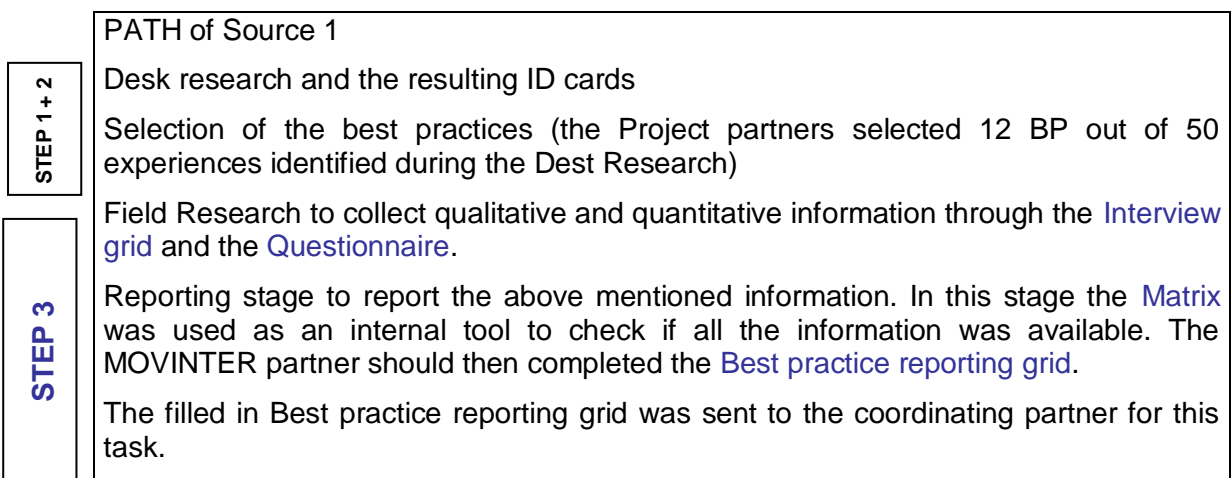 PATH of Source 1
STEP 1 + 2
Desk research and the resulting ID cards
Selection of the best practices (the Project partners selected 12 BP out of 50
experiences identified during the Dest Research)
STEP 3
Field Research to collect qualitative and quantitative information through the Interview
grid and the Questionnaire.
Reporting stage to report the above mentioned information. In this stage the Matrix
was used as an internal tool to check if all the information was available. The
MOVINTER partner should then completed the Best practice reporting grid.
The filled in Best practice reporting grid was sent to the coordinating partner for this
task.